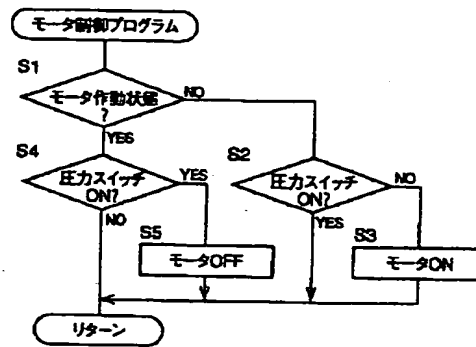 モータ制御プログラム
S1
モータ作動状態
?
NO
YES
S4
圧力スイッチ
ON?
YES
NO
S2
圧力スイッチ
ON?
NO
YES
S5
モータOFF
S3
モータON
リターン